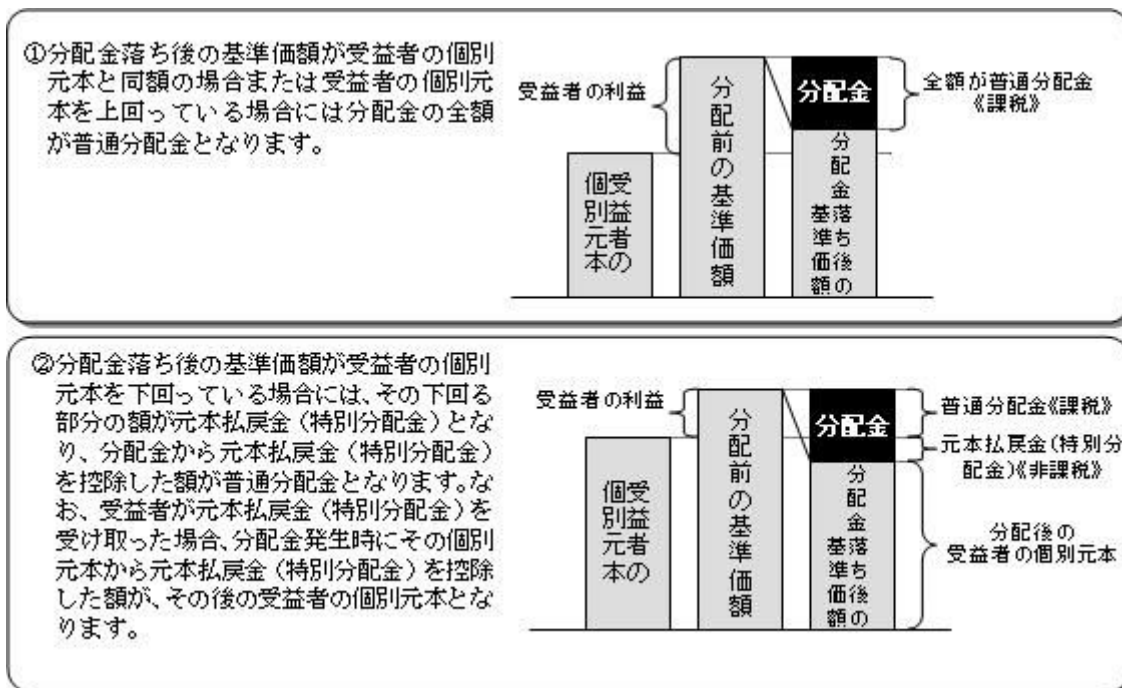 ①分配金落ち後の基準価額が受益者の個別
元本と同額の場合または受益者の個別元
本を上回っている場合には分配金の全額
が普通分配金となります。
受益者の利益
受益者の
個別元本
分配前の基準価額
分配金
分配金落ち後の
基準価額
全額が普通分配金
《課税》
②分配金落ち後の基準価額が受益者の個別
元本を下回っている場合には、その下回る
部分の額が元本払戻金(特別分配金)とな
り、分配金から元本払戻金(特別分配金)
を控除した額が普通分配金となります。な
お、受益者が元本払戻金(特別分配金)を
受け取った場合、分配金発生時にその個別
元本から元本払戻金(特別分配金)を控除
した額が、その後の受益者の個別元本とな
ります。
受益者の利益
受益者の
個別元本
分配前の基準価額
分配金
分配金落ち後の
基準価額
普通分配金《課税》
元本払戻金(特別分
配金)《非課税》
分配後の
受益者の個別元本